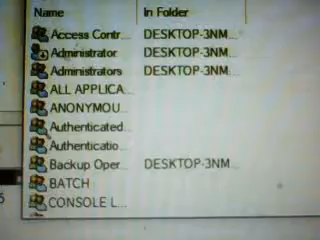 Name In Folder
Access Contr... DESKTOP-3NM...
Administrator DESKTOP-3NM...
Administrators DESKTOP-3NM...
ALL APPLICA...
ANONYMOU...
Authenticated...
Authenticatio...
Backup Oper... DESKTOP-3NM...
BATCH
CONSOLE L...